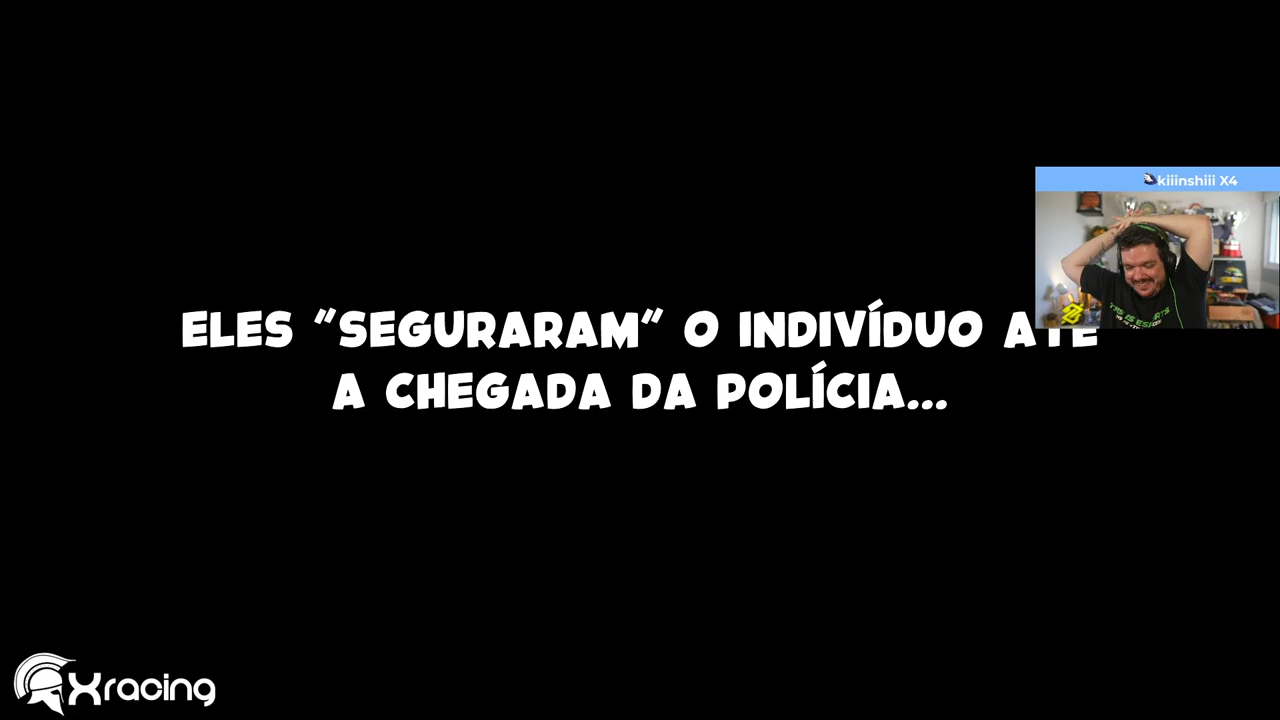 kiiinshiii X4
ELES "SEGURARAM" O INDIVÍDUO ATÉ
A CHEGADA DA POLÍCIA...
Xracing